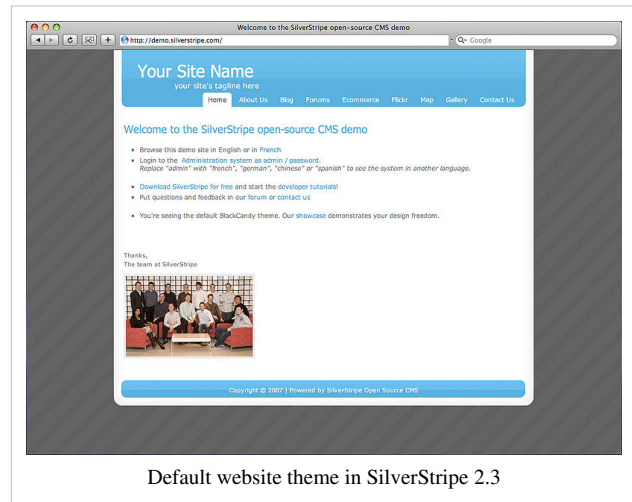 Welcome to the SilverStripe open-source CMS demo
http://demo.silverstripe.com/
Google
Your Site Name
your site's tagline here
Home About Us Blog Forums Ecommerce Flickr Map Gallery Contact Us
Welcome to the SilverStripe open-source CMS demo
Browse this demo site in English or in French
Login to the Administration system as admin / password.
Replace "admin" with "french", "german", "chinese" or "spanish" to see the system in another language.
Download SilverStripe for free and start the developer tutorials!
Put questions and feedback in our forum or contact us
You're seeing the default BlackCandy theme. Our showcase demonstrates your design freedom.
Thanks,
The team at SilverStripe
Copyright © 2007 | Powered by SilverStripe Open Source CMS
Default website theme in SilverStripe 2.3